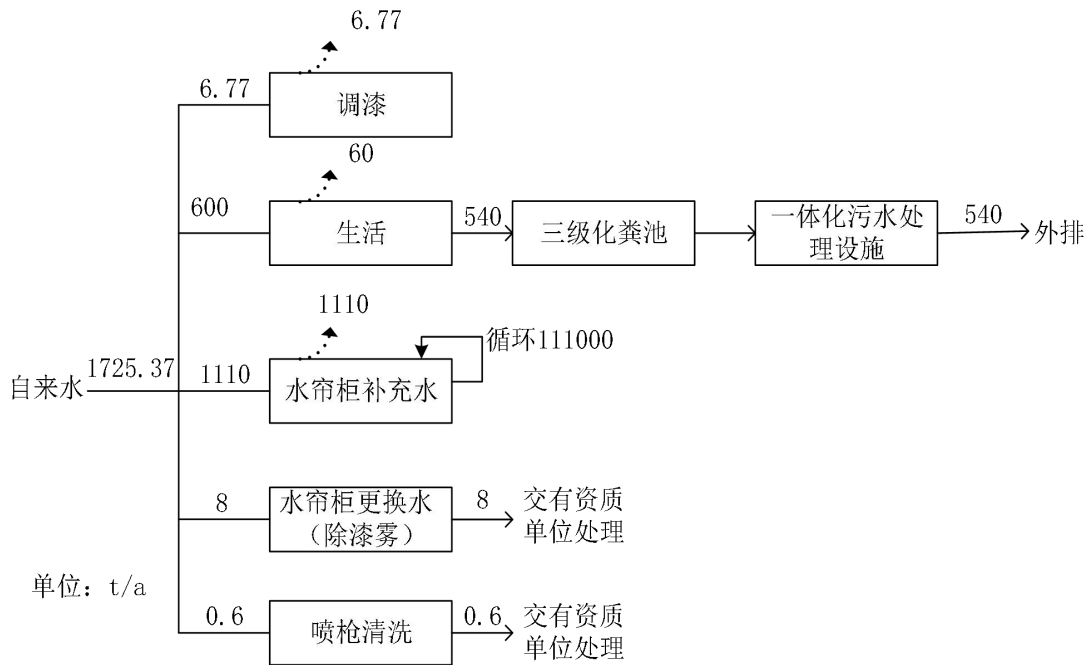 6.77
6.77
调漆
60
600
生活
540
三级化粪池
一体化污水处
理设施
540
外排
1110
循环111000
自来水
1725.37
1110
水帘柜补充水
8
水帘柜更换水
（除漆雾）
8
交有资质
单位处理
单位：t/a
0.6
喷枪清洗
0.6
交有资质
单位处理